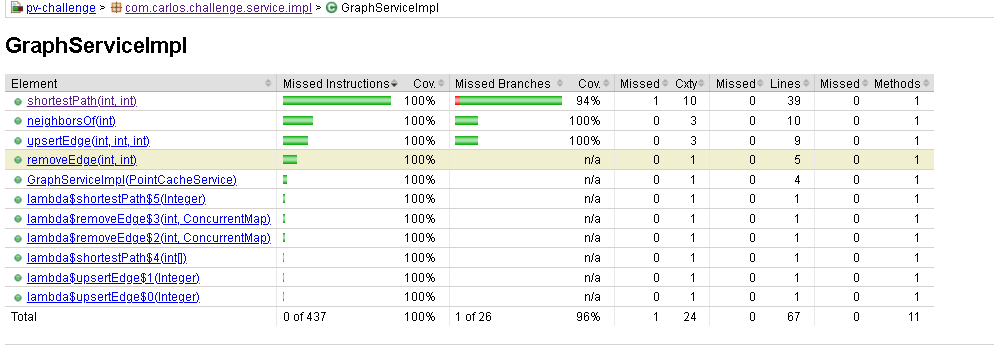 pv-challenge > com.carlos.challenge.service.impl > GraphServiceImpl
GraphServiceImpl
Element Missed Instructions Cov. Missed Branches Cov. Missed Cxty Missed Lines Missed Methods
shortestPath(int, int) 100% 94% 1 10 0 39 0 1
neighborsOf(int) 100% 100% 0 3 0 10 0 1
upsertEdge(int, int, int) 100% 100% 0 3 0 9 0 1
removeEdge(int, int) 100% n/a 0 1 0 5 0 1
GraphServiceImpl(PointCacheService) 100% n/a 0 1 0 4 0 1
lambda$shortestPath$5(Integer) 100% n/a 0 1 0 1 0 1
lambda$removeEdge$3(int, ConcurrentMap) 100% n/a 0 1 0 1 0 1
lambda$removeEdge$2(int, ConcurrentMap) 100% n/a 0 1 0 1 0 1
lambda$shortestPath$4(int[]) 100% n/a 0 1 0 1 0 1
lambda$upsertEdge$1(Integer) 100% n/a 0 1 0 1 0 1
lambda$upsertEdge$0(Integer) 100% n/a 0 1 0 1 0 1
Total 0 of 437 100% 1 of 26 96% 1 24 0 67 0 11